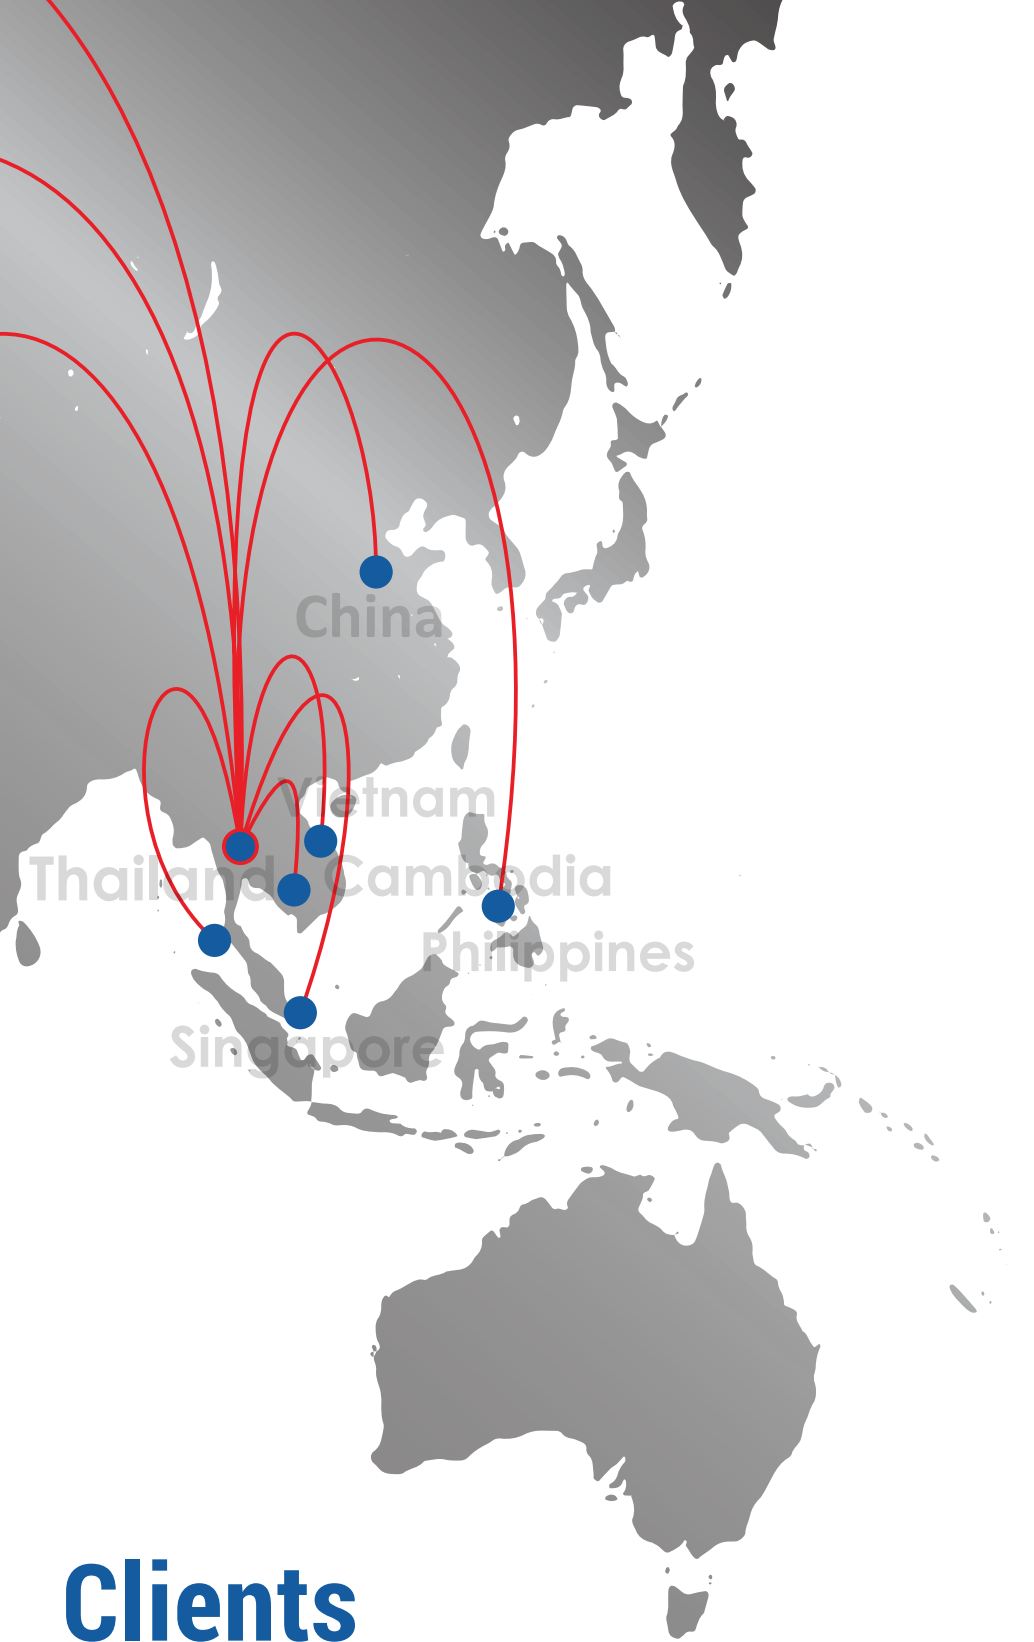 China
Vietnam
Thailand
Cambodia
Philippines
Singapore
Clients